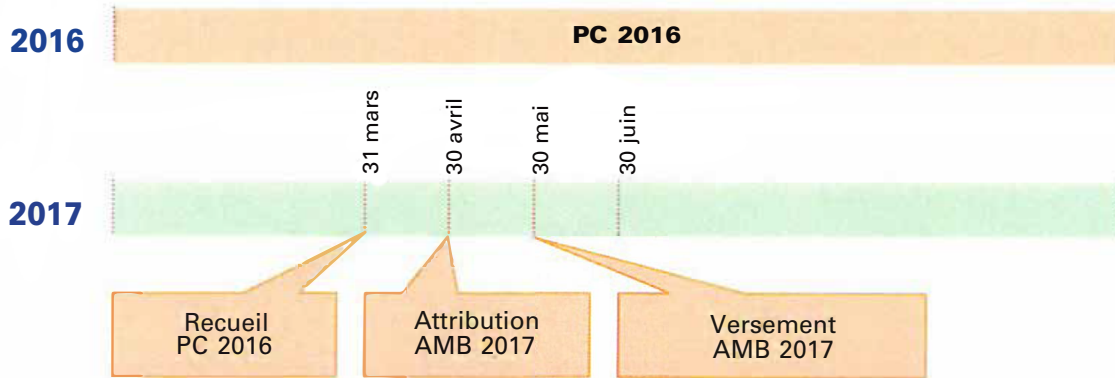 2016
PC 2016
31 mars
30 avril
30 mai
30 juin
2017
Recueil
PC 2016
Attribution
AMB 2017
Versement
AMB 2017